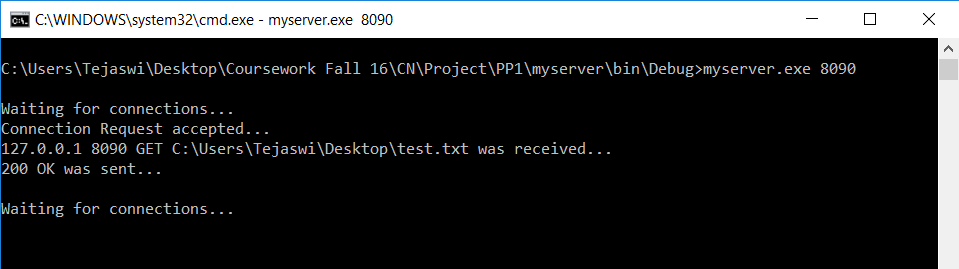 C:\WINDOWS\system32\cmd.exe - myserver.exe  8090
C:\Users\Tejaswi\Desktop\Coursework Fall 16\CN\Project\PP1\myserver\bin\Debug>myserver.exe 8090
Waiting for connections...
Connection Request accepted...
127.0.0.1 8090 GET C:\Users\Tejaswi\Desktop\test.txt was received...
200 OK was sent...
Waiting for connections...